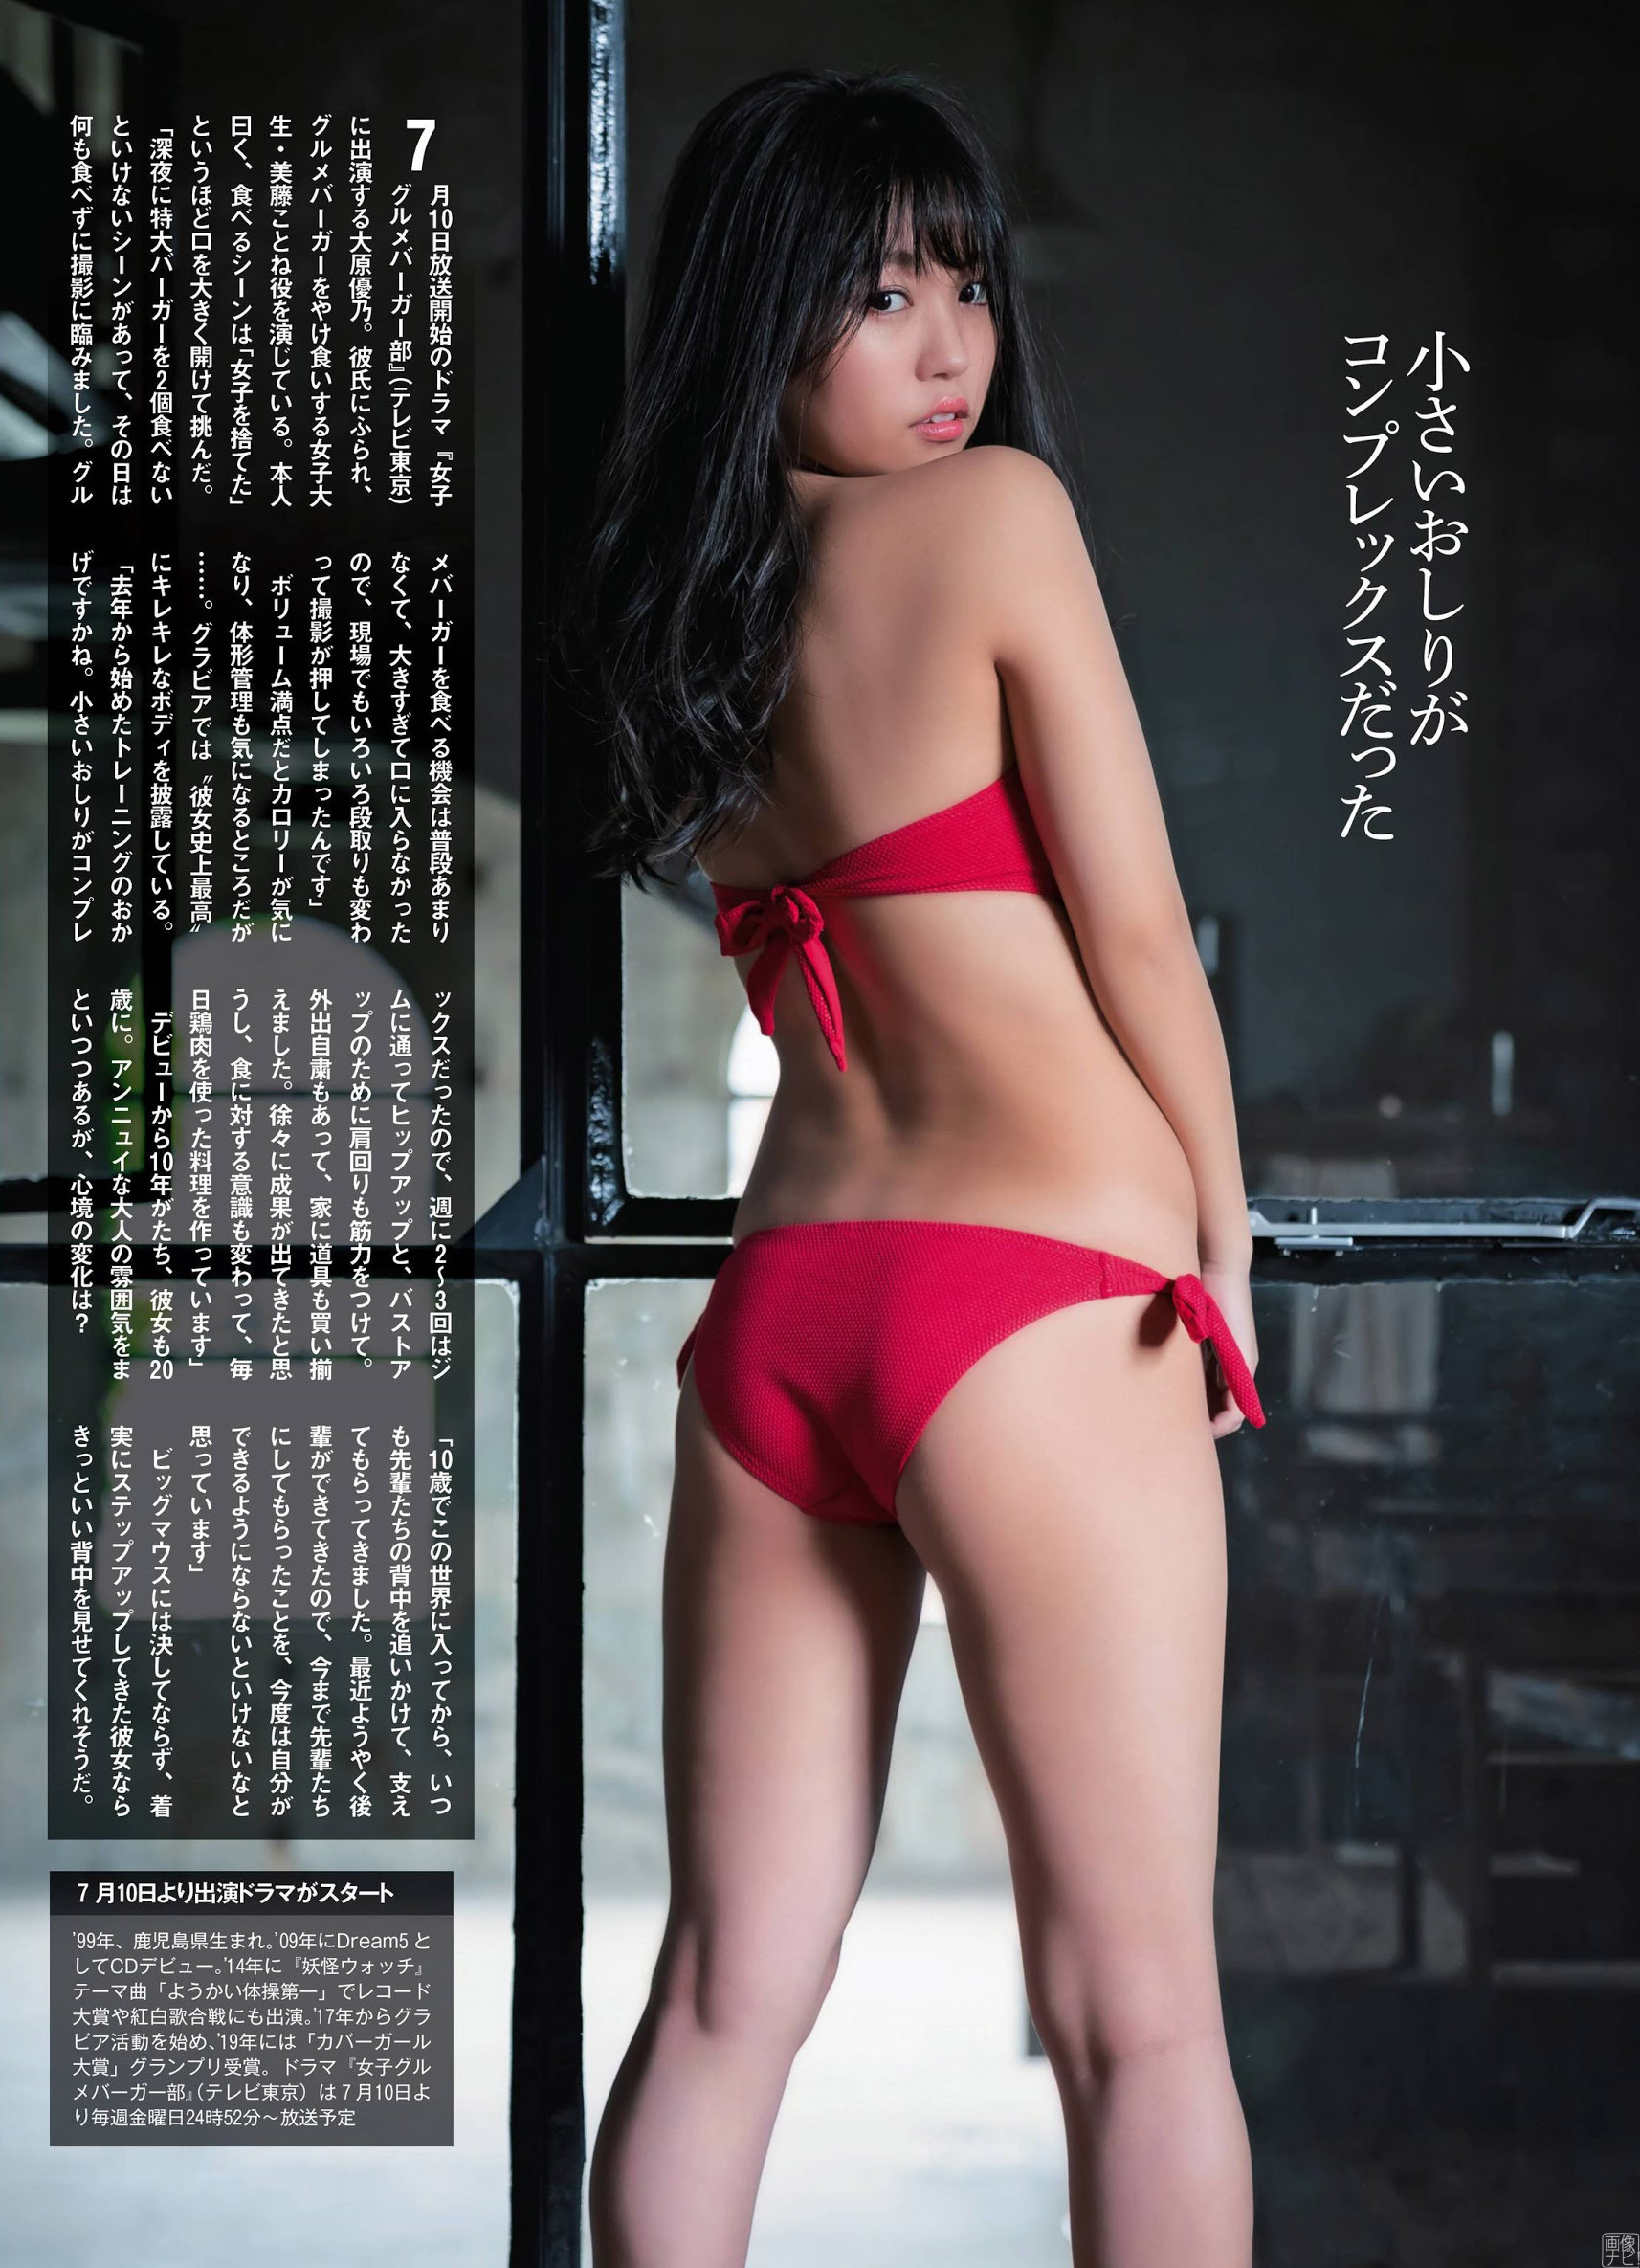 小さいおしりが
コンプレックスだった
7月10日放送開始のドラマ『女子
グルメバーガー部』（テレビ東京）
に出演する大原優乃。彼氏にふられ、
グルメバーガーをやけ食いする女子大
生・美藤ことね役を演じている。本人
曰く、食べるシーンは「女子を捨てた」
というほど口を大きく開けて挑んだ。
「深夜に特大バーガーを2個食べない
といけないシーンがあって、その日は
何も食べずに撮影に臨みました。グル
メバーガーを食べる機会は普段あまり
なくて、大きすぎて口に入らなかった
ので、現場でもいろいろ段取りも変わ
って撮影が押してしまったんです」
ボリューム満点だとカロリーが気に
なり、体形管理も気になるところだが
……。グラビアでは〝彼女史上最高〟
にキレキレなボディを披露している。
「去年から始めたトレーニングのおか
げですかね。小さいおしりがコンプレ
ックスだったので、週に2～3回はジ
ムに通ってヒップアップと、バストア
ップのために肩回りも筋力をつけて。
外出自粛もあって、家に道具も買い揃
えました。徐々に成果が出てきたと思
うし、食に対する意識も変わって、毎
日鶏肉を使った料理を作っています」
デビューから10年がたち、彼女も20
歳に。アンニュイな大人の雰囲気をま
といつつあるが、心境の変化は？
「10歳でこの世界に入ってから、いつ
も先輩たちの背中を追いかけて、支え
てもらってきました。最近ようやく後
輩ができてきたので、今まで先輩たち
にしてもらったことを、今度は自分が
できるようにならないといけないなと
思っています」
ビッグマウスには決してならず、着
実にステップアップしてきた彼女なら
きっといい背中を見せてくれそうだ。
7月10日より出演ドラマがスタート
'99年、鹿児島県生まれ。'09年にDream5と
してCDデビュー。'14年に『妖怪ウォッチ』
テーマ曲「ようかい体操第一」でレコード
大賞や紅白歌合戦にも出演。'17年からグラ
ビア活動を始め、'19年には「カバーガール
大賞」グランプリ受賞。ドラマ『女子グル
メバーガー部』（テレビ東京）は7月10日よ
り毎週金曜日24時52分～放送予定
画像ナビ